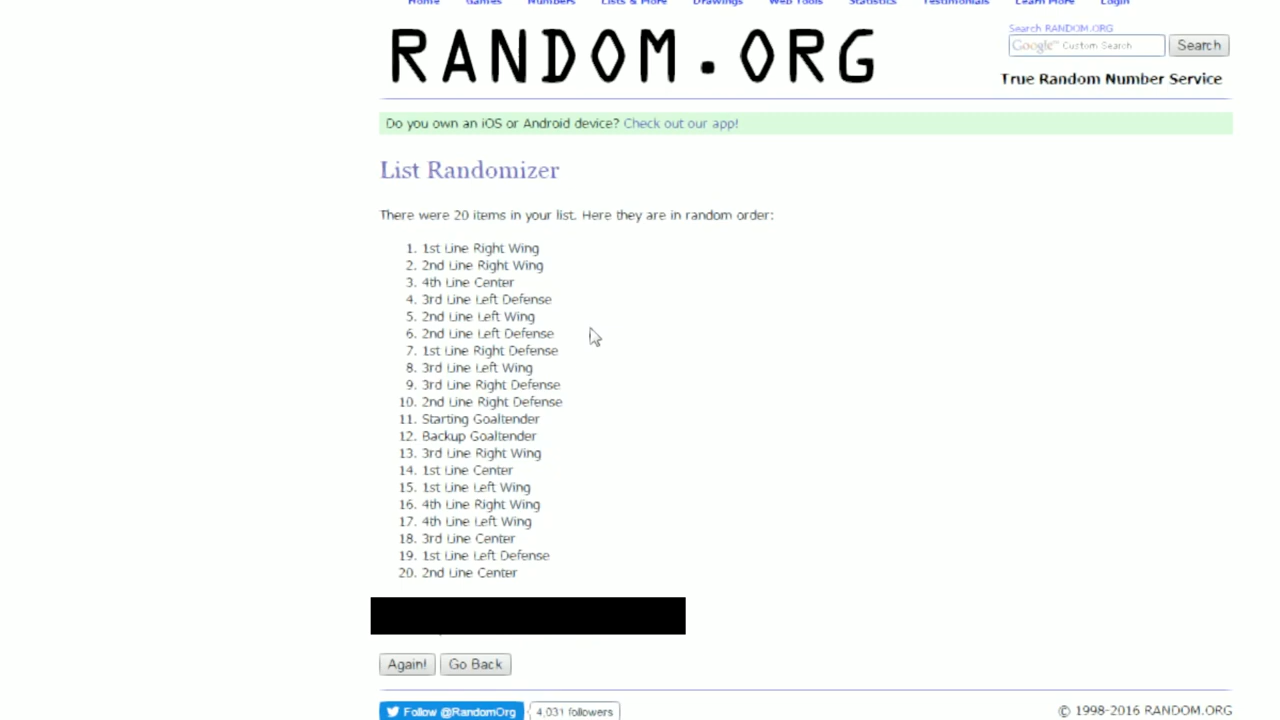 Home Games Numbers Lists & More Drawings Web Tools Statistics Testimonials Learn More Login
RANDOM.ORG
Search RANDOM.ORG
Google™ Custom Search Search
True Random Number Service
Do you own an iOS or Android device? Check out our app!
List Randomizer
There were 20 items in your list. Here they are in random order:
1. 1st Line Right Wing
2. 2nd Line Right Wing
3. 4th Line Center
4. 3rd Line Left Defense
5. 2nd Line Left Wing
6. 2nd Line Left Defense
7. 1st Line Right Defense
8. 3rd Line Left Wing
9. 3rd Line Right Defense
10. 2nd Line Right Defense
11. Starting Goaltender
12. Backup Goaltender
13. 3rd Line Right Wing
14. 1st Line Center
15. 1st Line Left Wing
16. 4th Line Right Wing
17. 4th Line Left Wing
18. 3rd Line Center
19. 1st Line Left Defense
20. 2nd Line Center
Again! Go Back
Follow @RandomOrg 4,031 followers
© 1998-2016 RANDOM.ORG